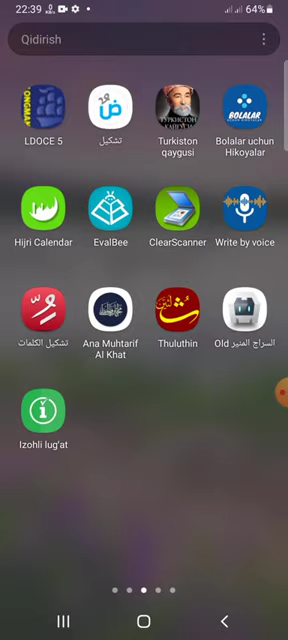 22:39
64%
Qidirish
LDOCE 5
تشكيل
Turkiston
qaygusi
Bolalar uchun
Hikoyalar
Hijri Calendar
EvalBee
ClearScanner
Write by voice
تشكيل الكلمات
Ana Muhtarif
Al Khat
Thuluthin
Old السراج المنير
Izohli lug'at